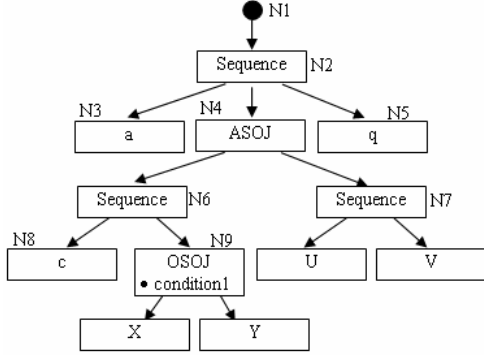 N1
Sequence N2
N3 N4 N5
a ASOJ q
Sequence N6 Sequence N7
N8 N9
c OSOJ U V
• condition1
X Y